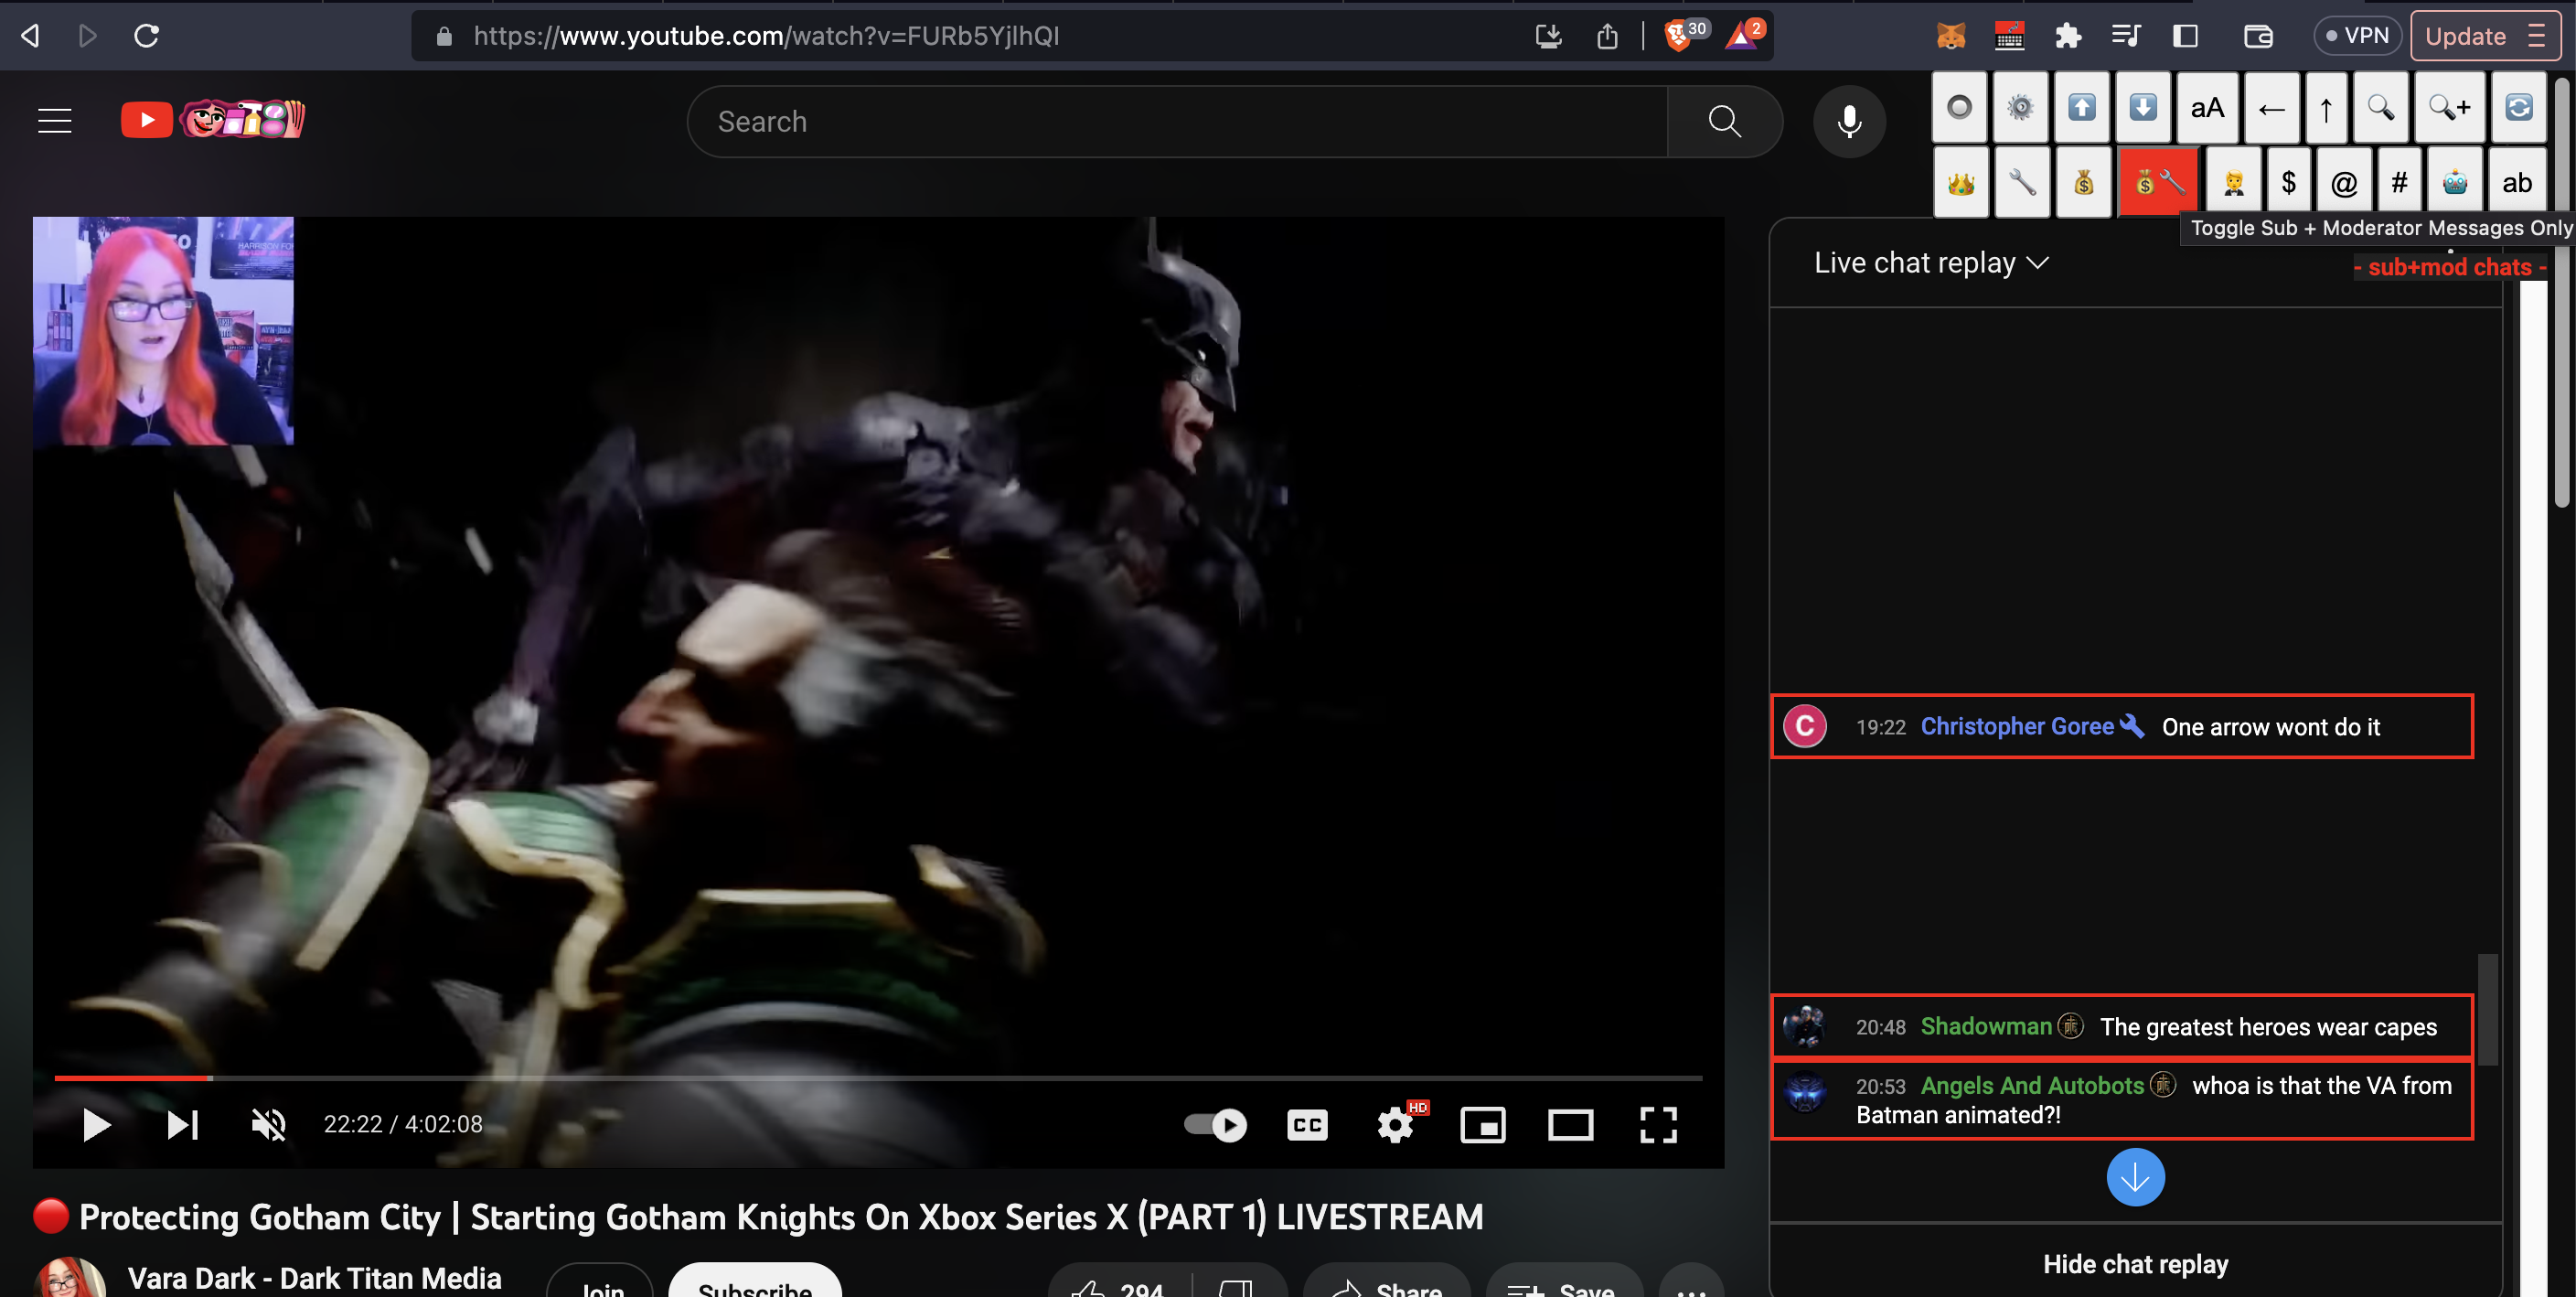 https://www.youtube.com/watch?v=FURb5YjlhQI
30
2
VPN
Update
Search
aA
+
$
@
#
ab
Toggle Sub + Moderator Messages Only
Live chat replay
- sub+mod chats -
HARRISON FO
C
19:22 Christopher Goree One arrow wont do it
20:48 Shadowman The greatest heroes wear capes
20:53 Angels And Autobots whoa is that the VA from
Batman animated?!
22:22 / 4:02:08
CC
HD
Protecting Gotham City | Starting Gotham Knights On Xbox Series X (PART 1) LIVESTREAM
Hide chat replay
Vara Dark - Dark Titan Media
Join
Subscribe
294
Share
Save